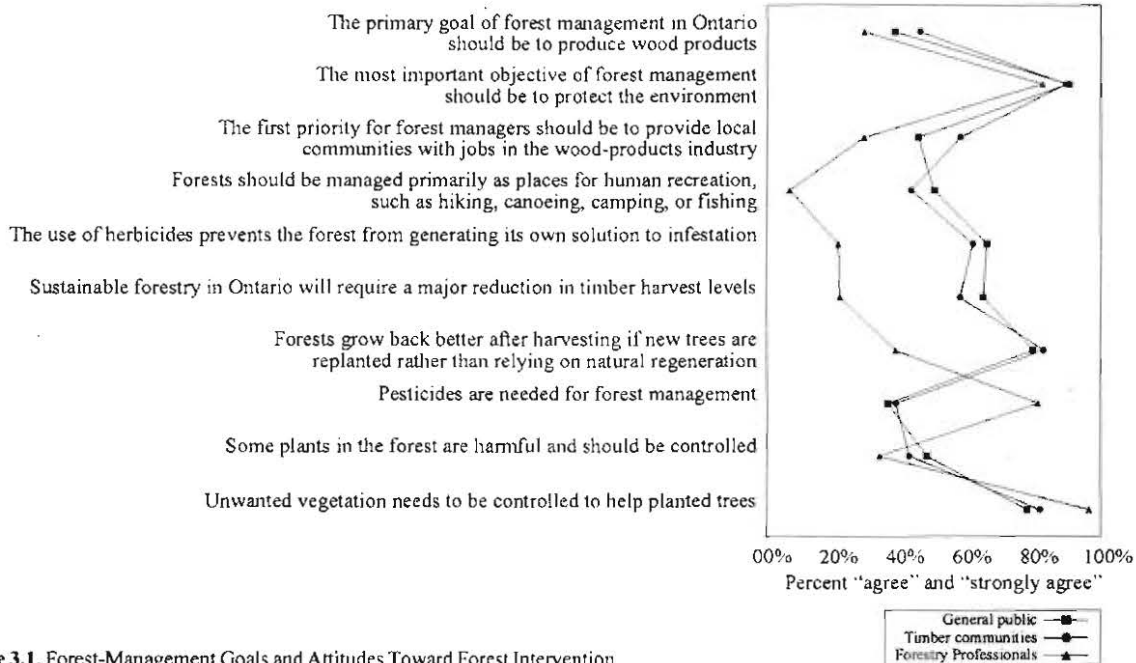 The primary goal of forest management in Ontario
should be to produce wood products
The most important objective of forest management
should be to protect the environment
The first priority for forest managers should be to provide local
communities with jobs in the wood-products industry
Forests should be managed primarily as places for human recreation,
such as hiking, canoeing, camping, or fishing
The use of herbicides prevents the forest from generating its own solution to infestation
Sustainable forestry in Ontario will require a major reduction in timber harvest levels
Forests grow back better after harvesting if new trees are
replanted rather than relying on natural regeneration
Pesticides are needed for forest management
Some plants in the forest are harmful and should be controlled
Unwanted vegetation needs to be controlled to help planted trees
00% 20% 40% 60% 80% 100%
Percent "agree" and "strongly agree"
General public
Timber communities
Forestry Professionals
e 3.1. Forest-Management Goals and Attitudes Toward Forest Intervention